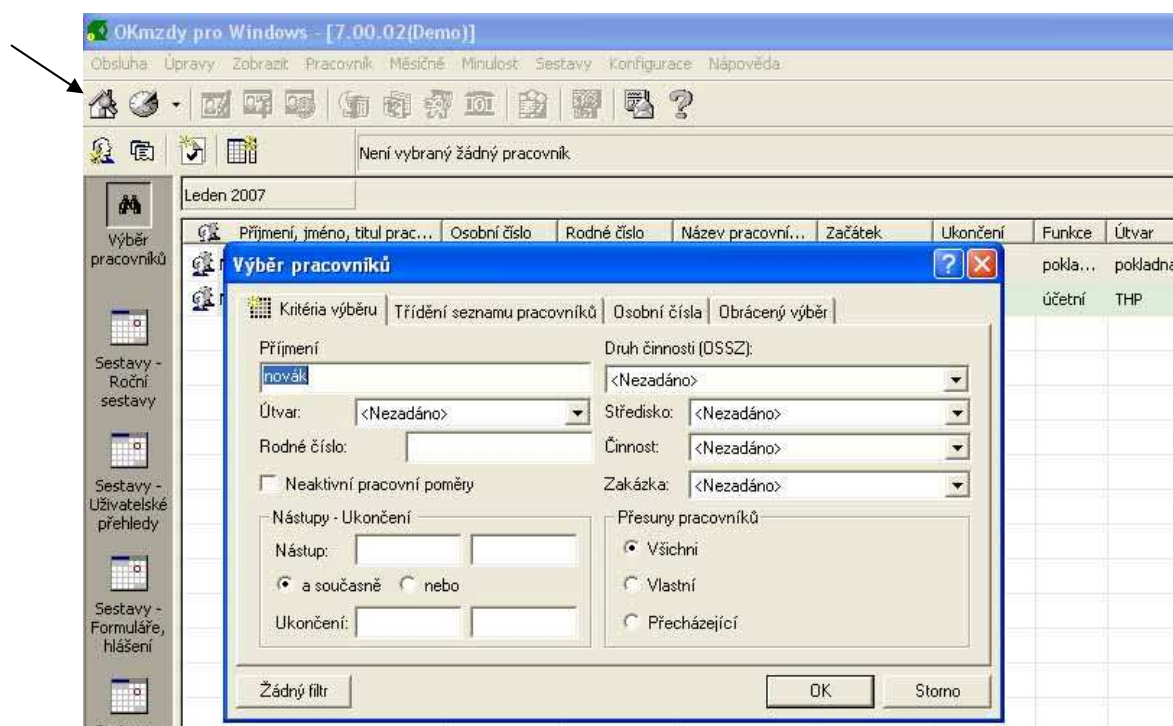 OKmzdy pro Windows - [7.00.02(Demo)]
Obsluha Úpravy Zobrazit Pracovník Měsíčně Minulost Sestavy Konfigurace Nápověda
Není vybraný žádný pracovník
Leden 2007
Výběr pracovníků
Příjmení, jméno, titul prac... Osobní číslo Rodné číslo Název pracovní... Začátek Ukončení Funkce Útvar
pokla... pokladna
účetní THP
Sestavy - Roční sestavy
Sestavy - Uživatelské přehledy
Sestavy - Formuláře, hlášení
Výběr pracovníků
Kritéria výběru Třídění seznamu pracovníků Osobní čísla Obrácený výběr
Příjmení Druh činnosti (OSSZ):
novák <Nezadáno>
Útvar: <Nezadáno> Středisko: <Nezadáno>
Rodné číslo: Činnost: <Nezadáno>
Neaktivní pracovní poměry Zakázka: <Nezadáno>
Nástupy - Ukončení Přesuny pracovníků
Nástup: Všichni
a současně nebo Vlastní
Ukončení: Přecházející
Žádný filtr OK Storno